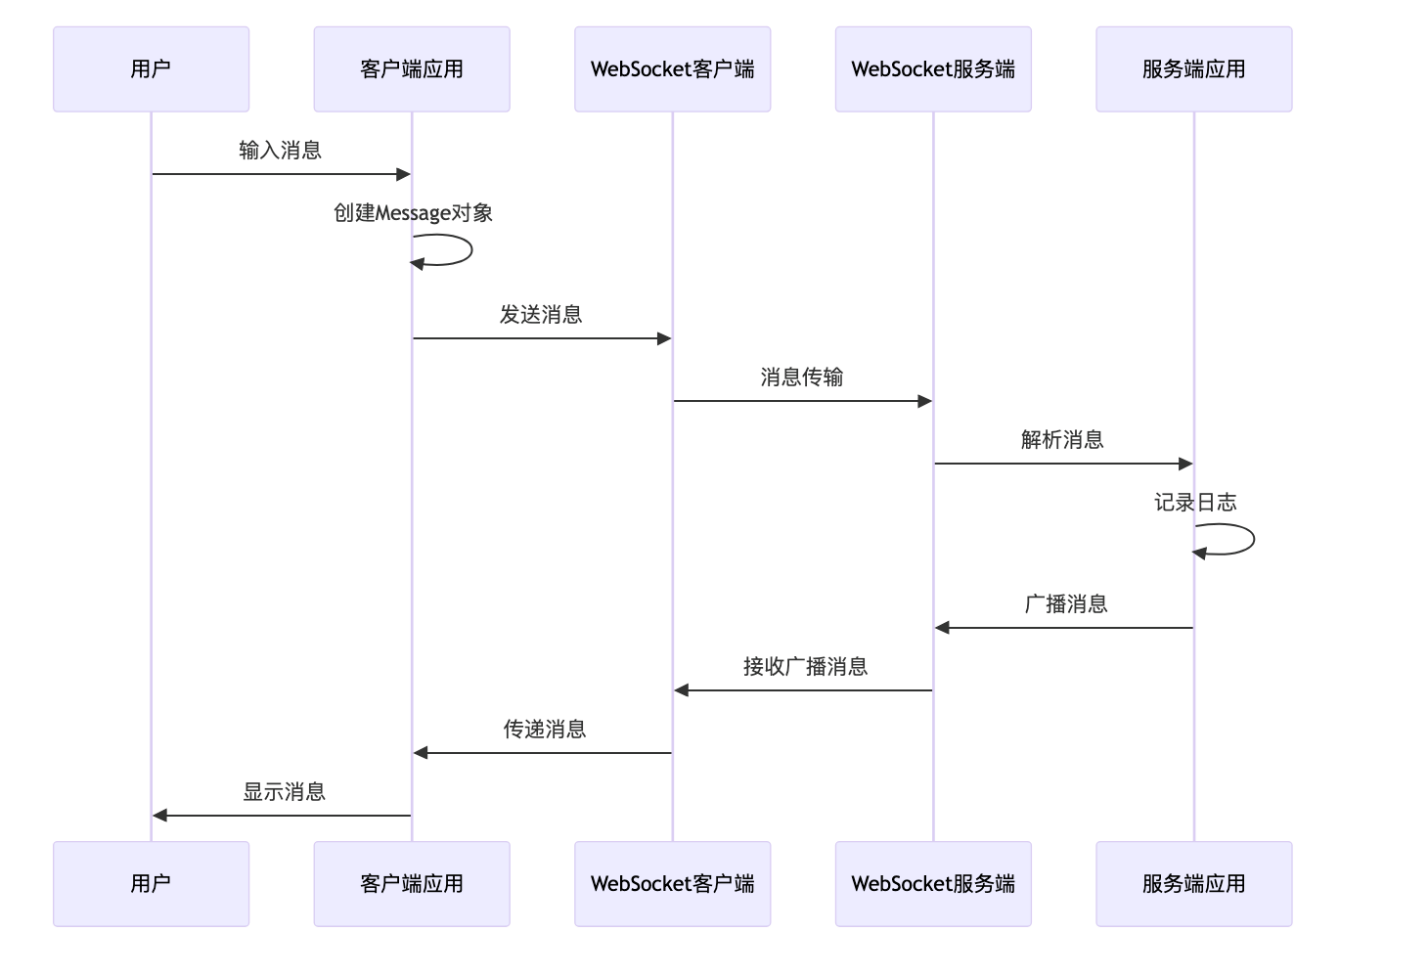 用户
客户端应用
WebSocket客户端
WebSocket服务端
服务端应用
输入消息
创建Message对象
发送消息
消息传输
解析消息
记录日志
广播消息
接收广播消息
传递消息
显示消息
用户
客户端应用
WebSocket客户端
WebSocket服务端
服务端应用